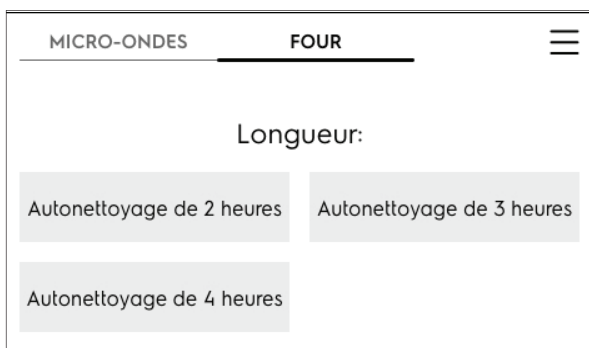 MICRO-ONDES FOUR
Longueur:
Autonettoyage de 2 heures Autonettoyage de 3 heures
Autonettoyage de 4 heures